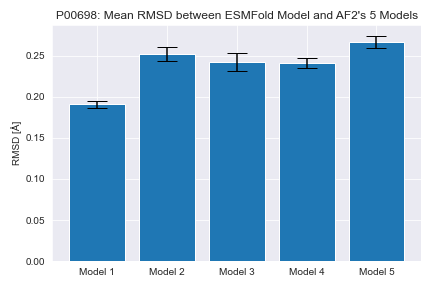 P00698: Mean RMSD between ESMFold Model and AF2's 5 Models
RMSD [Å]
0.25
0.20
0.15
0.10
0.05
0.00
Model 1 Model 2 Model 3 Model 4 Model 5